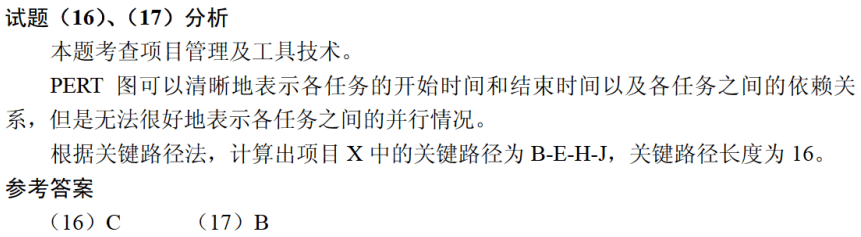 试题（16）、（17）分析
本题考查项目管理及工具技术。
PERT 图可以清晰地表示各任务的开始时间和结束时间以及各任务之间的依赖关
系，但是无法很好地表示各任务之间的并行情况。
根据关键路径法，计算出项目 X 中的关键路径为 B-E-H-J，关键路径长度为 16。
参考答案
（16）C （17）B